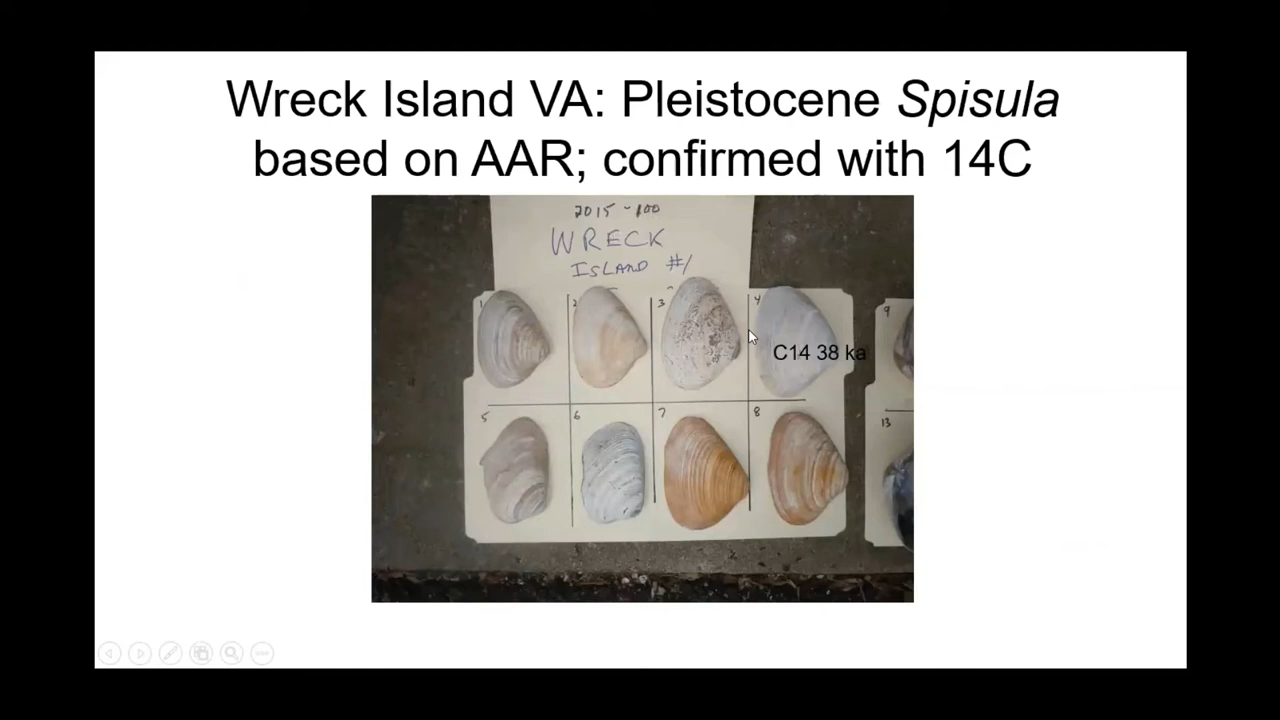 Wreck Island VA: Pleistocene Spisula
based on AAR; confirmed with 14C
2015-100
WRECK
ISLAND #1
1 2 3 4
C14 38 ka
9
5 6 7 8
13